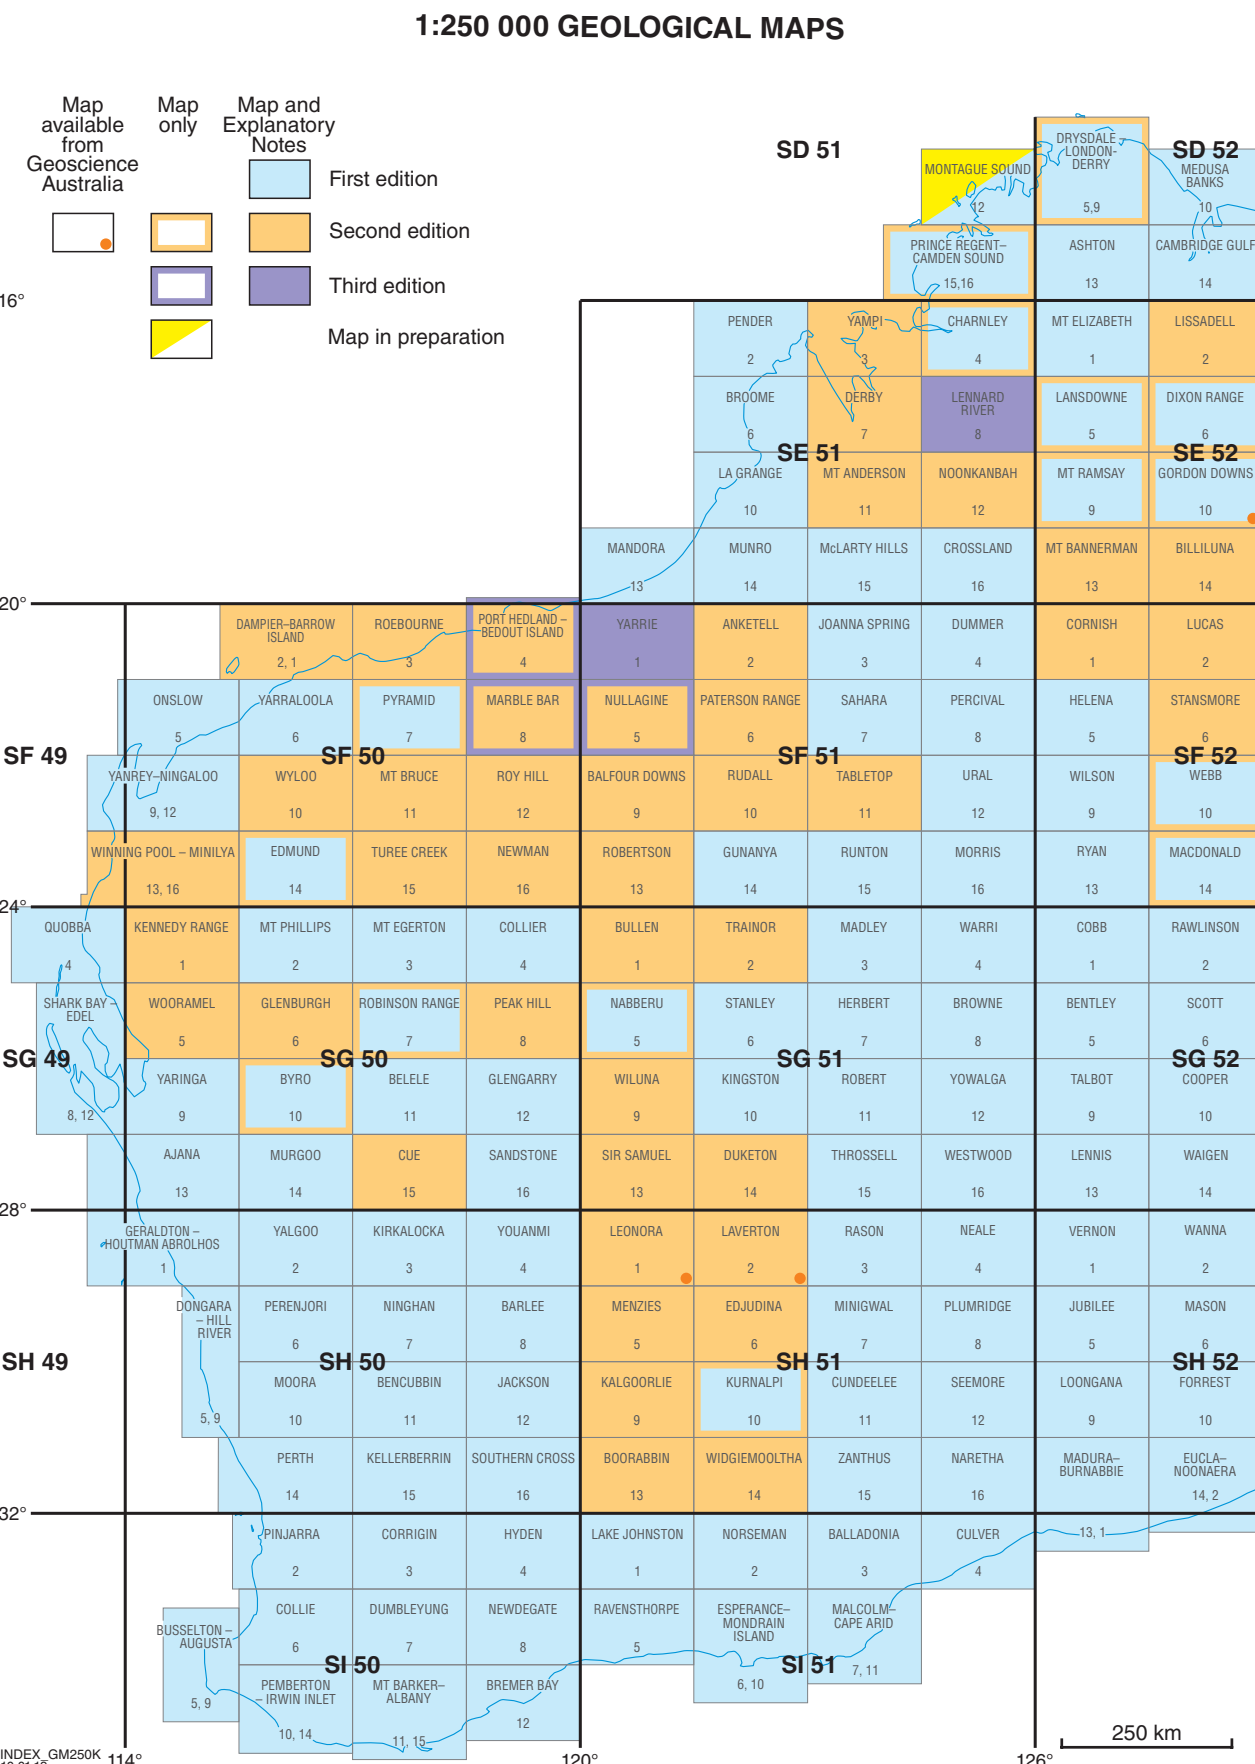 1:250 000 GEOLOGICAL MAPS
Map
available
from
Geoscience
Australia
Map
only
Map and
Explanatory
Notes
First edition
Second edition
Third edition
Map in preparation
SD 51
SD 52
MONTAGUE SOUND
12
DRYSDALE –
LONDON-
DERRY
5,9
MEDUSA
BANKS
10
PRINCE REGENT–
CAMDEN SOUND
15,16
ASHTON
13
CAMBRIDGE GULF
14
16°
PENDER
2
YAMPI
3
CHARNLEY
4
MT ELIZABETH
1
LISSADELL
2
BROOME
6
DERBY
7
LENNARD
RIVER
8
LANSDOWNE
5
DIXON RANGE
6
SE 51
SE 52
LA GRANGE
10
MT ANDERSON
11
NOONKANBAH
12
MT RAMSAY
9
GORDON DOWNS
10
MANDORA
13
MUNRO
14
McLARTY HILLS
15
CROSSLAND
16
MT BANNERMAN
13
BILLILUNA
14
20°
DAMPIER–BARROW
ISLAND
2, 1
ROEBOURNE
3
PORT HEDLAND –
BEDOUT ISLAND
4
YARRIE
1
ANKETELL
2
JOANNA SPRING
3
DUMMER
4
CORNISH
1
LUCAS
2
ONSLOW
5
YARRALOOLA
6
PYRAMID
7
MARBLE BAR
8
NULLAGINE
5
PATERSON RANGE
6
SAHARA
7
PERCIVAL
8
HELENA
5
STANSMORE
6
SF 49
SF 50
SF 51
SF 52
YANREY–NINGALOO
9, 12
WYLOO
10
MT BRUCE
11
ROY HILL
12
BALFOUR DOWNS
9
RUDALL
10
TABLETOP
11
URAL
12
WILSON
9
WEBB
10
WINNING POOL – MINILYA
13, 16
EDMUND
14
TUREE CREEK
15
NEWMAN
16
ROBERTSON
13
GUNANYA
14
RUNTON
15
MORRIS
16
RYAN
13
MACDONALD
14
24°
QUOBBA
4
KENNEDY RANGE
1
MT PHILLIPS
2
MT EGERTON
3
COLLIER
4
BULLEN
1
TRAINOR
2
MADLEY
3
WARRI
4
COBB
1
RAWLINSON
2
SHARK BAY –
EDEL
8, 12
WOORAMEL
5
GLENBURGH
6
ROBINSON RANGE
7
PEAK HILL
8
NABBERU
5
STANLEY
6
HERBERT
7
BROWNE
8
BENTLEY
5
SCOTT
6
SG 49
SG 50
SG 51
SG 52
YARINGA
9
BYRO
10
BELELE
11
GLENGARRY
12
WILUNA
9
KINGSTON
10
ROBERT
11
YOWALGA
12
TALBOT
9
COOPER
10
AJANA
13
MURGOO
14
CUE
15
SANDSTONE
16
SIR SAMUEL
13
DUKETON
14
THROSSELL
15
WESTWOOD
16
LENNIS
13
WAIGEN
14
28°
GERALDTON –
HOUTMAN ABROLHOS
1
YALGOO
2
KIRKALOCKA
3
YOUANMI
4
LEONORA
1
LAVERTON
2
RASON
3
NEALE
4
VERNON
1
WANNA
2
DONGARA
– HILL
RIVER
5, 9
PERENJORI
6
NINGHAN
7
BARLEE
8
MENZIES
5
EDJUDINA
6
MINIGWAL
7
PLUMRIDGE
8
JUBILEE
5
MASON
6
SH 49
SH 50
SH 51
SH 52
MOORA
10
BENCUBBIN
11
JACKSON
12
KALGOORLIE
9
KURNALPI
10
CUNDEELEE
11
SEEMORE
12
LOONGANA
9
FORREST
10
PERTH
14
KELLERBERRIN
15
SOUTHERN CROSS
16
BOORABBIN
13
WIDGIEMOOLTHA
14
ZANTHUS
15
NARETHA
16
MADURA–
BURNABBIE
13, 1
EUCLA–
NOONAERA
14, 2
32°
PINJARRA
2
CORRIGIN
3
HYDEN
4
LAKE JOHNSTON
1
NORSEMAN
2
BALLADONIA
3
CULVER
4
BUSSELTON –
AUGUSTA
5, 9
COLLIE
6
DUMBLEYUNG
7
NEWDEGATE
8
RAVENSTHORPE
5
ESPERANCE–
MONDRAIN
ISLAND
6, 10
MALCOLM–
CAPE ARID
7, 11
SI 50
SI 51
PEMBERTON
– IRWIN INLET
10, 14
MT BARKER–
ALBANY
11, 15
BREMER BAY
12
250 km
INDEX_GM250K
114°
120°
126°